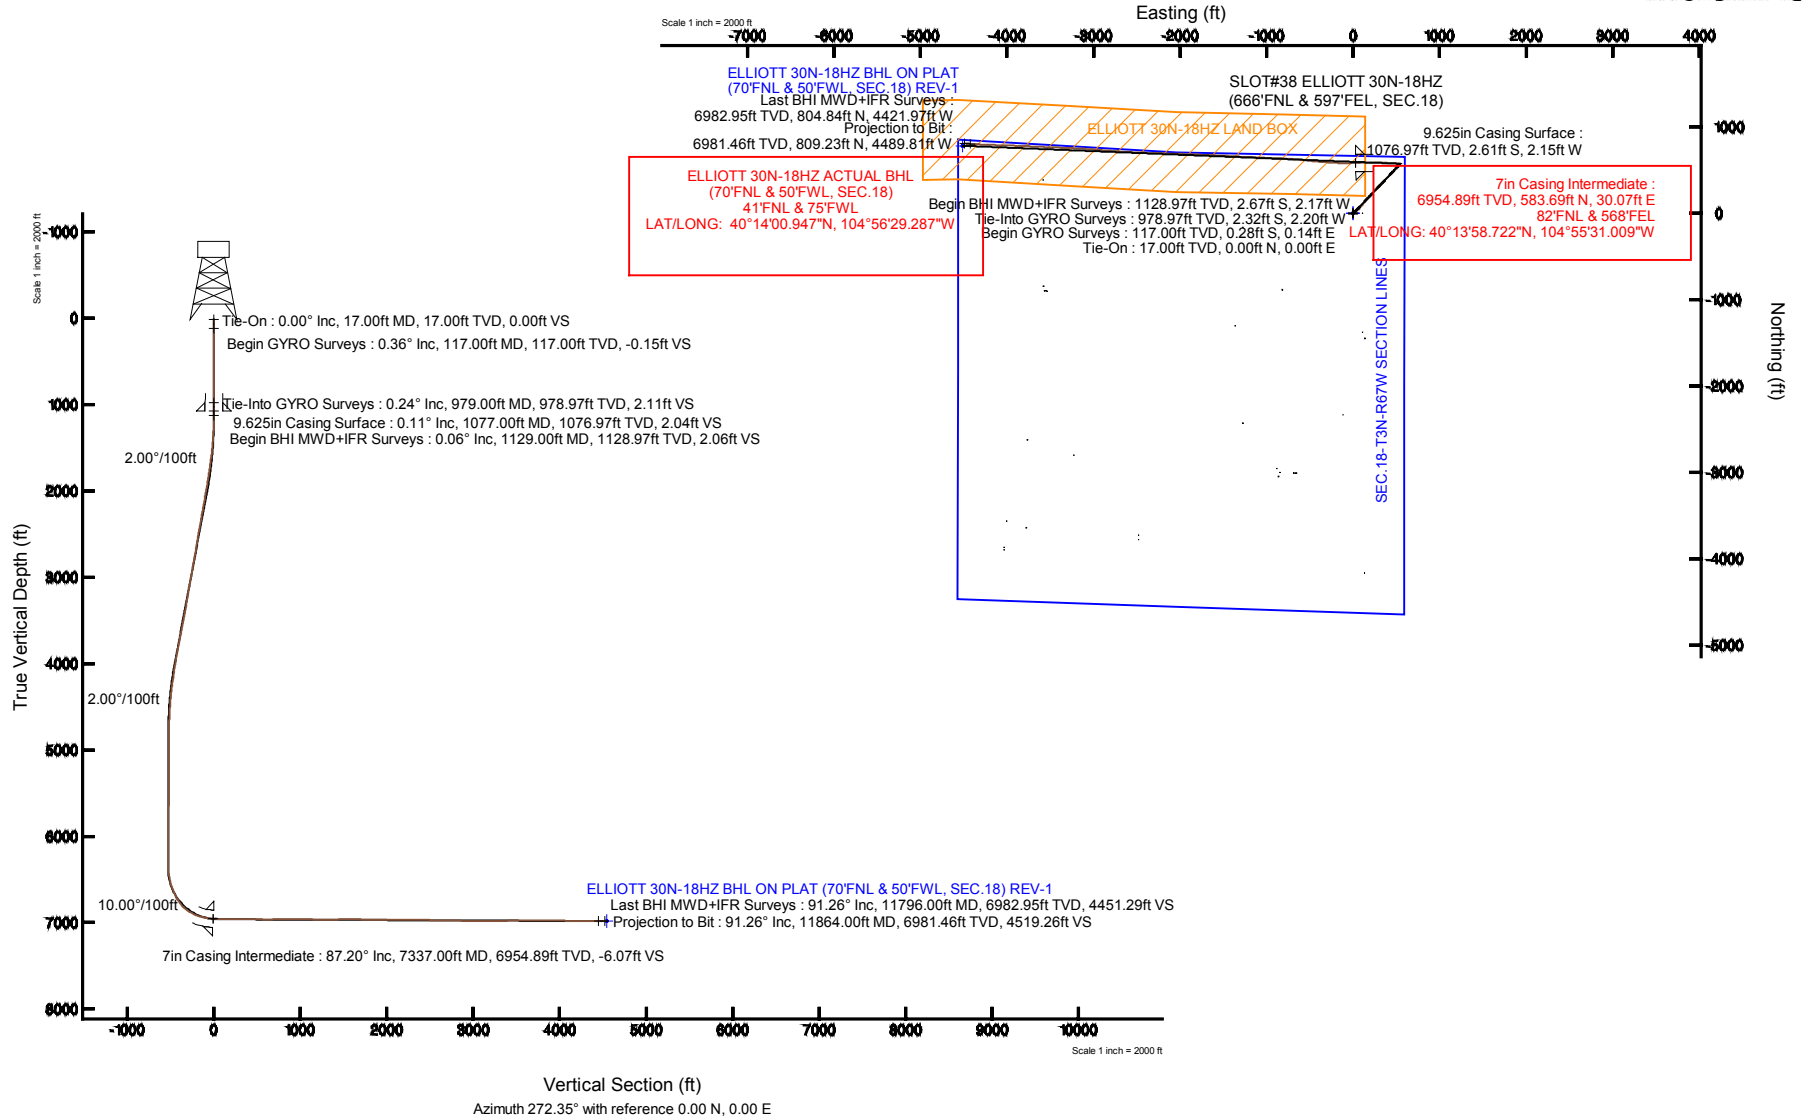 Scale 1 inch = 2000 ft
Easting (ft)
-7000 -6000 -5000 -4000 -3000 -2000 -1000 0 1000 2000 3000 4000
ELLIOTT 30N-18HZ BHL ON PLAT
(70'FNL & 50'FWL, SEC.18) REV-1
Last BHI MWD+IFR Surveys :
6982.95ft TVD, 804.84ft N, 4421.97ft W
Projection to Bit :
6981.46ft TVD, 809.23ft N, 4489.81ft W
SLOT#38 ELLIOTT 30N-18HZ
(666'FNL & 597'FEL, SEC.18)
ELLIOTT 30N-18HZ LAND BOX
9.625in Casing Surface :
1076.97ft TVD, 2.61ft S, 2.15ft W
ELLIOTT 30N-18HZ ACTUAL BHL
(70'FNL & 50'FWL, SEC.18)
41'FNL & 75'FWL
LAT/LONG: 40°14'00.947"N, 104°56'29.287"W
7in Casing Intermediate :
6954.89ft TVD, 583.69ft N, 30.07ft E
82'FNL & 568'FEL
LAT/LONG: 40°13'58.722"N, 104°55'31.009"W
Begin BHI MWD+IFR Surveys : 1128.97ft TVD, 2.67ft S, 2.17ft W
Tie-Into GYRO Surveys : 978.97ft TVD, 2.32ft S, 2.20ft W
Begin GYRO Surveys : 117.00ft TVD, 0.28ft S, 0.14ft E
Tie-On : 17.00ft TVD, 0.00ft N, 0.00ft E
SEC.18-T3N-R67W SECTION LINES
1000
0
-1000
-2000
-3000
-4000
-5000
Northing (ft)
Scale 1 inch = 2000 ft
-1000
0
1000
2000
3000
4000
5000
6000
7000
8000
True Vertical Depth (ft)
Tie-On : 0.00° Inc, 17.00ft MD, 17.00ft TVD, 0.00ft VS
Begin GYRO Surveys : 0.36° Inc, 117.00ft MD, 117.00ft TVD, -0.15ft VS
Tie-Into GYRO Surveys : 0.24° Inc, 979.00ft MD, 978.97ft TVD, 2.11ft VS
9.625in Casing Surface : 0.11° Inc, 1077.00ft MD, 1076.97ft TVD, 2.04ft VS
Begin BHI MWD+IFR Surveys : 0.06° Inc, 1129.00ft MD, 1128.97ft TVD, 2.06ft VS
2.00°/100ft
2.00°/100ft
10.00°/100ft
ELLIOTT 30N-18HZ BHL ON PLAT (70'FNL & 50'FWL, SEC.18) REV-1
Last BHI MWD+IFR Surveys : 91.26° Inc, 11796.00ft MD, 6982.95ft TVD, 4451.29ft VS
Projection to Bit : 91.26° Inc, 11864.00ft MD, 6981.46ft TVD, 4519.26ft VS
7in Casing Intermediate : 87.20° Inc, 7337.00ft MD, 6954.89ft TVD, -6.07ft VS
-1000 0 1000 2000 3000 4000 5000 6000 7000 8000 9000 10000
Scale 1 inch = 2000 ft
Vertical Section (ft)
Azimuth 272.35° with reference 0.00 N, 0.00 E